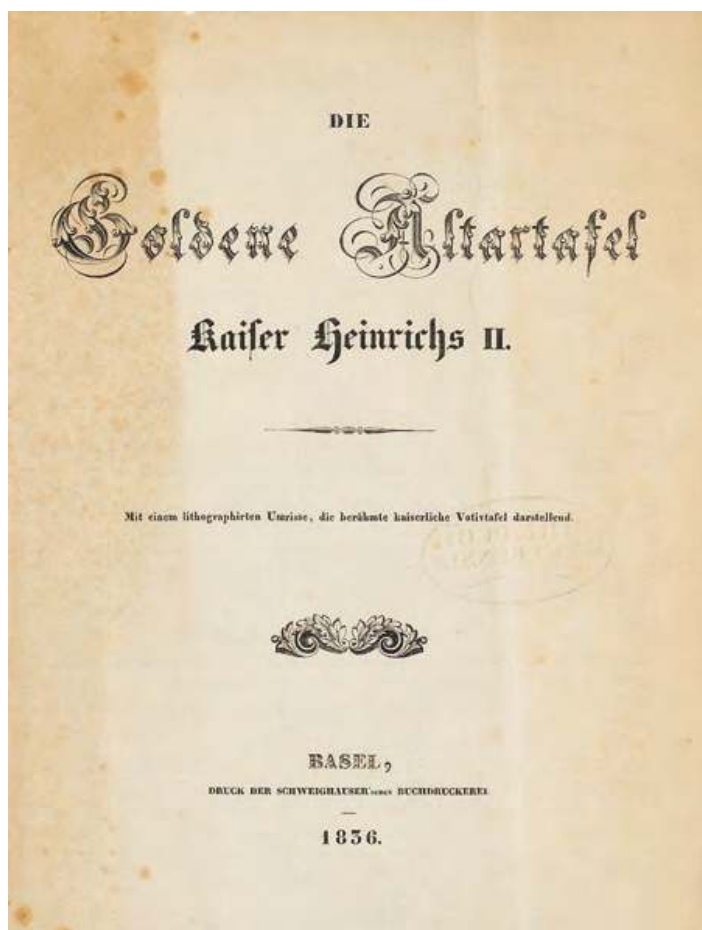 DIE
Goldene Altartafel
Kaiser Heinrichs II.
Mit einem lithographirten Umrisse, die berühmte kaiserliche Votivtafel darstellend.
BASEL,
DRUCK DER SCHWEIGHAUSER'SCHEN BUCHDRUCKEREI.
1836.